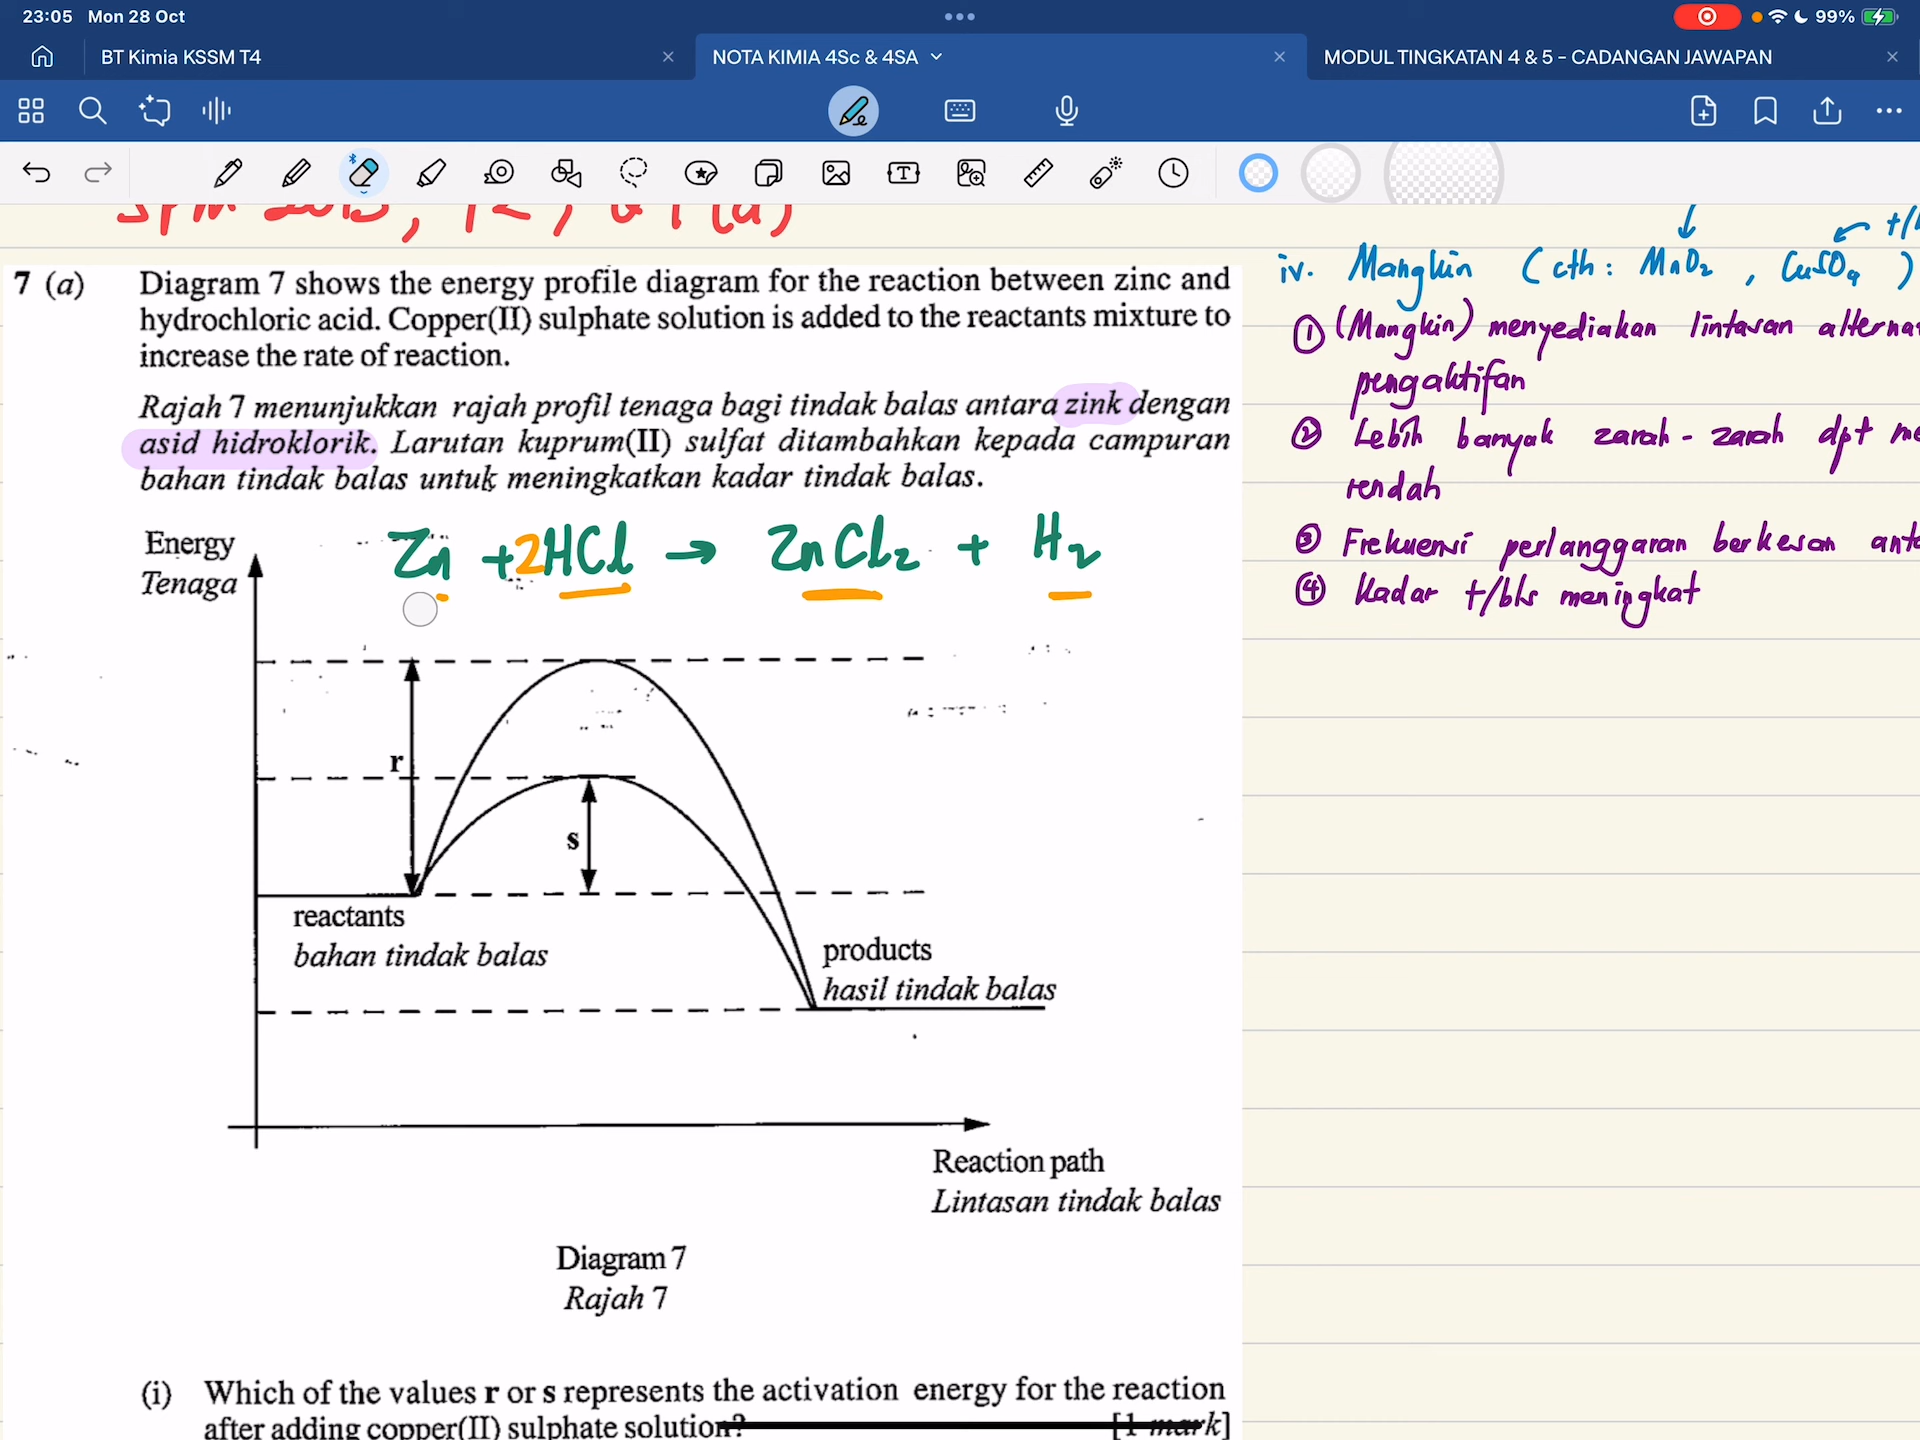 23:05 Mon 28 Oct
99%
BT Kimia KSSM T4
NOTA KIMIA 4Sc & 4SA
MODUL TINGKATAN 4 & 5 - CADANGAN JAWAPAN
7 (a) Diagram 7 shows the energy profile diagram for the reaction between zinc and
hydrochloric acid. Copper(II) sulphate solution is added to the reactants mixture to
increase the rate of reaction.
Rajah 7 menunjukkan rajah profil tenaga bagi tindak balas antara zink dengan
asid hidroklorik. Larutan kuprum(II) sulfat ditambahkan kepada campuran
bahan tindak balas untuk meningkatkan kadar tindak balas.
Zn + 2HCl → ZnCl₂ + H₂
Energy
Tenaga
r
s
reactants
bahan tindak balas
products
hasil tindak balas
Reaction path
Lintasan tindak balas
Diagram 7
Rajah 7
(i) Which of the values r or s represents the activation energy for the reaction
after adding copper(II) sulphate solution? [1 mark]
iv. Mangkin (cth: MnO₂, CuSO₄)
① (Mangkin) menyediakan lintasan
pengaktifan
② Lebih banyak zarah-zarah dpt
rendah
③ Frekuensi perlanggaran berkesan
④ Kadar t/bls meningkat